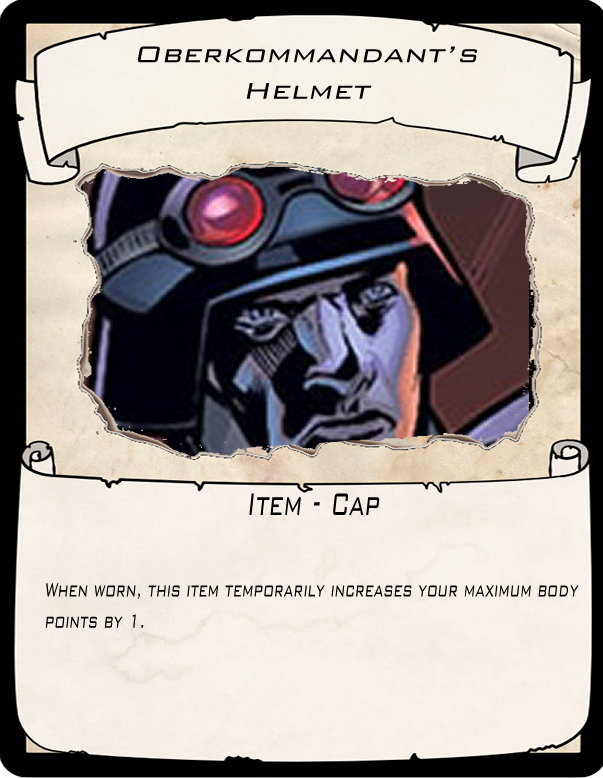 Oberkommandant's
Helmet
Item - Cap
When worn, this item temporarily increases your maximum body
points by 1.